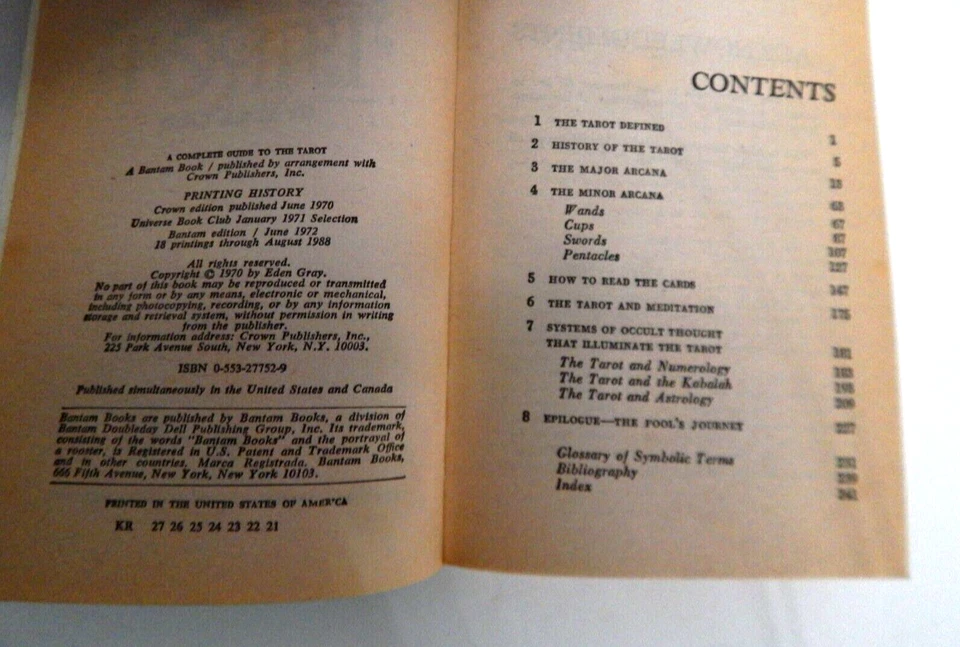 A COMPLETE GUIDE TO THE TAROT
A Bantam Book / published by arrangement with
Crown Publishers, Inc.
PRINTING HISTORY
Crown edition published June 1970
Universe Book Club January 1971 Selection
Bantam edition / June 1972
18 printings through August 1988
All rights reserved.
Copyright © 1970 by Eden Gray.
No part of this book may be reproduced or transmitted
in any form or by any means, electronic or mechanical,
including photocopying, recording, or by any information
storage and retrieval system, without permission in writing
from the publisher.
For information address: Crown Publishers, Inc.,
225 Park Avenue South, New York, N.Y. 10003.
ISBN 0-553-27752-9
Published simultaneously in the United States and Canada
Bantam Books are published by Bantam Books, a division of
Bantam Doubleday Dell Publishing Group, Inc. Its trademark,
consisting of the words "Bantam Books" and the portrayal of
a rooster, is Registered in U.S. Patent and Trademark Office
and in other countries. Marca Registrada. Bantam Books,
666 Fifth Avenue, New York, New York 10103.
PRINTED IN THE UNITED STATES OF AMERICA
KR 27 26 25 24 23 22 21
CONTENTS
1 THE TAROT DEFINED 1
2 HISTORY OF THE TAROT 5
3 THE MAJOR ARCANA
4 THE MINOR ARCANA
Wands 67
Cups 87
Swords 107
Pentacles 127
5 HOW TO READ THE CARDS 147
6 THE TAROT AND MEDITATION 175
7 SYSTEMS OF OCCULT THOUGHT
THAT ILLUMINATE THE TAROT 181
The Tarot and Numerology 183
The Tarot and the Kabalah
The Tarot and Astrology
8 EPILOGUE—THE FOOL'S JOURNEY
Glossary of Symbolic Terms
Bibliography
Index 241